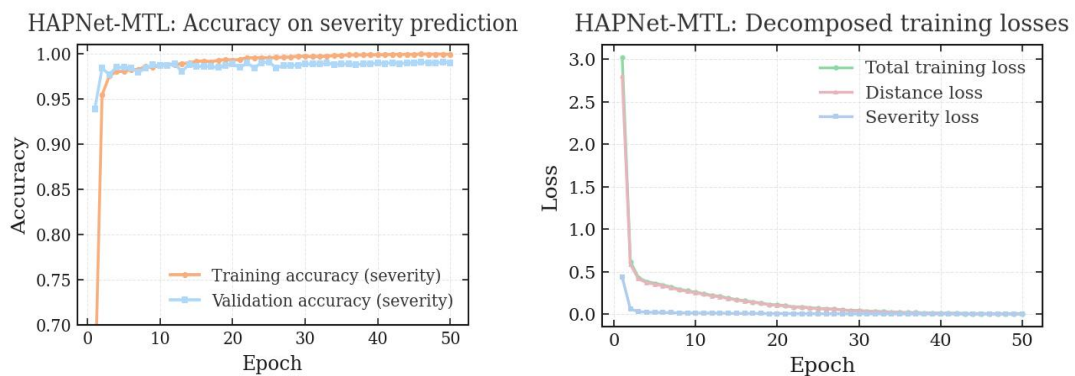 HAPNet-MTL: Accuracy on severity prediction
1.00
0.95
0.90
0.85
0.80
0.75
0.70
Accuracy
Training accuracy (severity)
Validation accuracy (severity)
0 10 20 30 40 50
Epoch
HAPNet-MTL: Decomposed training losses
3.0
2.5
2.0
1.5
1.0
0.5
0.0
Loss
Total training loss
Distance loss
Severity loss
0 10 20 30 40 50
Epoch